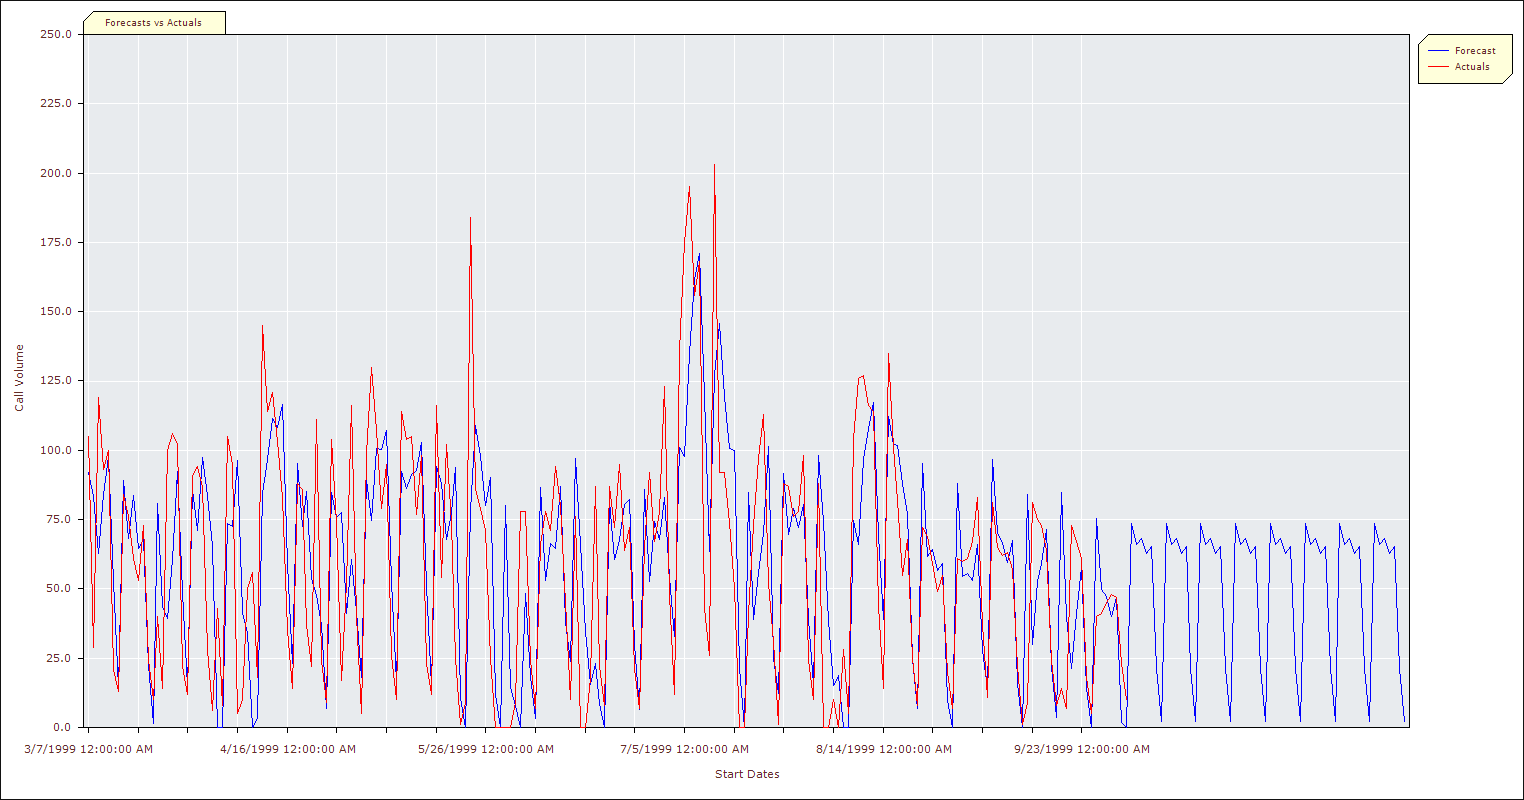 Forecasts vs Actuals
Forecast
Actuals
250.0
225.0
200.0
175.0
150.0
125.0
100.0
75.0
50.0
25.0
0.0
Call Volume
3/7/1999 12:00:00 AM
4/16/1999 12:00:00 AM
5/26/1999 12:00:00 AM
7/5/1999 12:00:00 AM
8/14/1999 12:00:00 AM
9/23/1999 12:00:00 AM
Start Dates